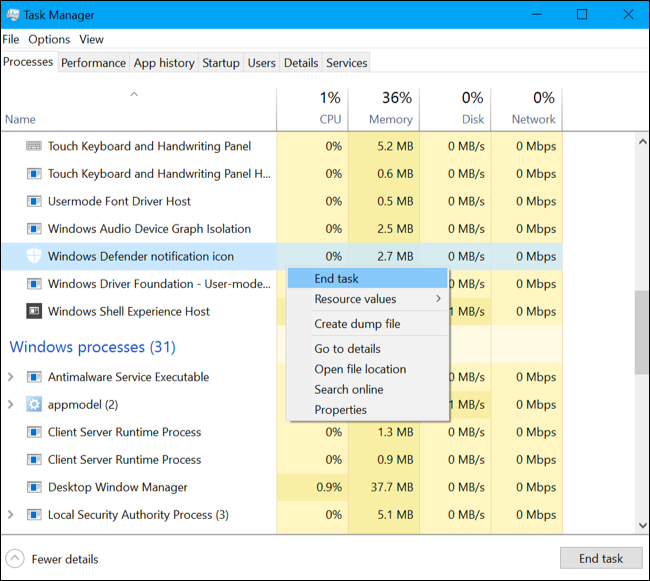 Task Manager
File Options View
Processes Performance App history Startup Users Details Services
1% 36% 0% 0%
Name CPU Memory Disk Network
Touch Keyboard and Handwriting Panel 0% 5.2 MB 0 MB/s 0 Mbps
Touch Keyboard and Handwriting Panel H... 0% 0.6 MB 0 MB/s 0 Mbps
Usermode Font Driver Host 0% 0.5 MB 0 MB/s 0 Mbps
Windows Audio Device Graph Isolation 0% 2.5 MB 0 MB/s 0 Mbps
Windows Defender notification icon 0% 2.7 MB 0 MB/s 0 Mbps
Windows Driver Foundation - User-mode... 0 MB/s 0 Mbps
Windows Shell Experience Host 1 MB/s 0 Mbps
End task
Resource values
Create dump file
Go to details
Open file location
Search online
Properties
Windows processes (31)
Antimalware Service Executable 0 MB/s 0 Mbps
appmodel (2) 1 MB/s 0 Mbps
Client Server Runtime Process 0% 1.3 MB 0 MB/s 0 Mbps
Client Server Runtime Process 0% 0.9 MB 0 MB/s 0 Mbps
Desktop Window Manager 0.9% 37.7 MB 0 MB/s 0 Mbps
Local Security Authority Process (3) 0% 5.1 MB 0 MB/s 0 Mbps
Fewer details End task